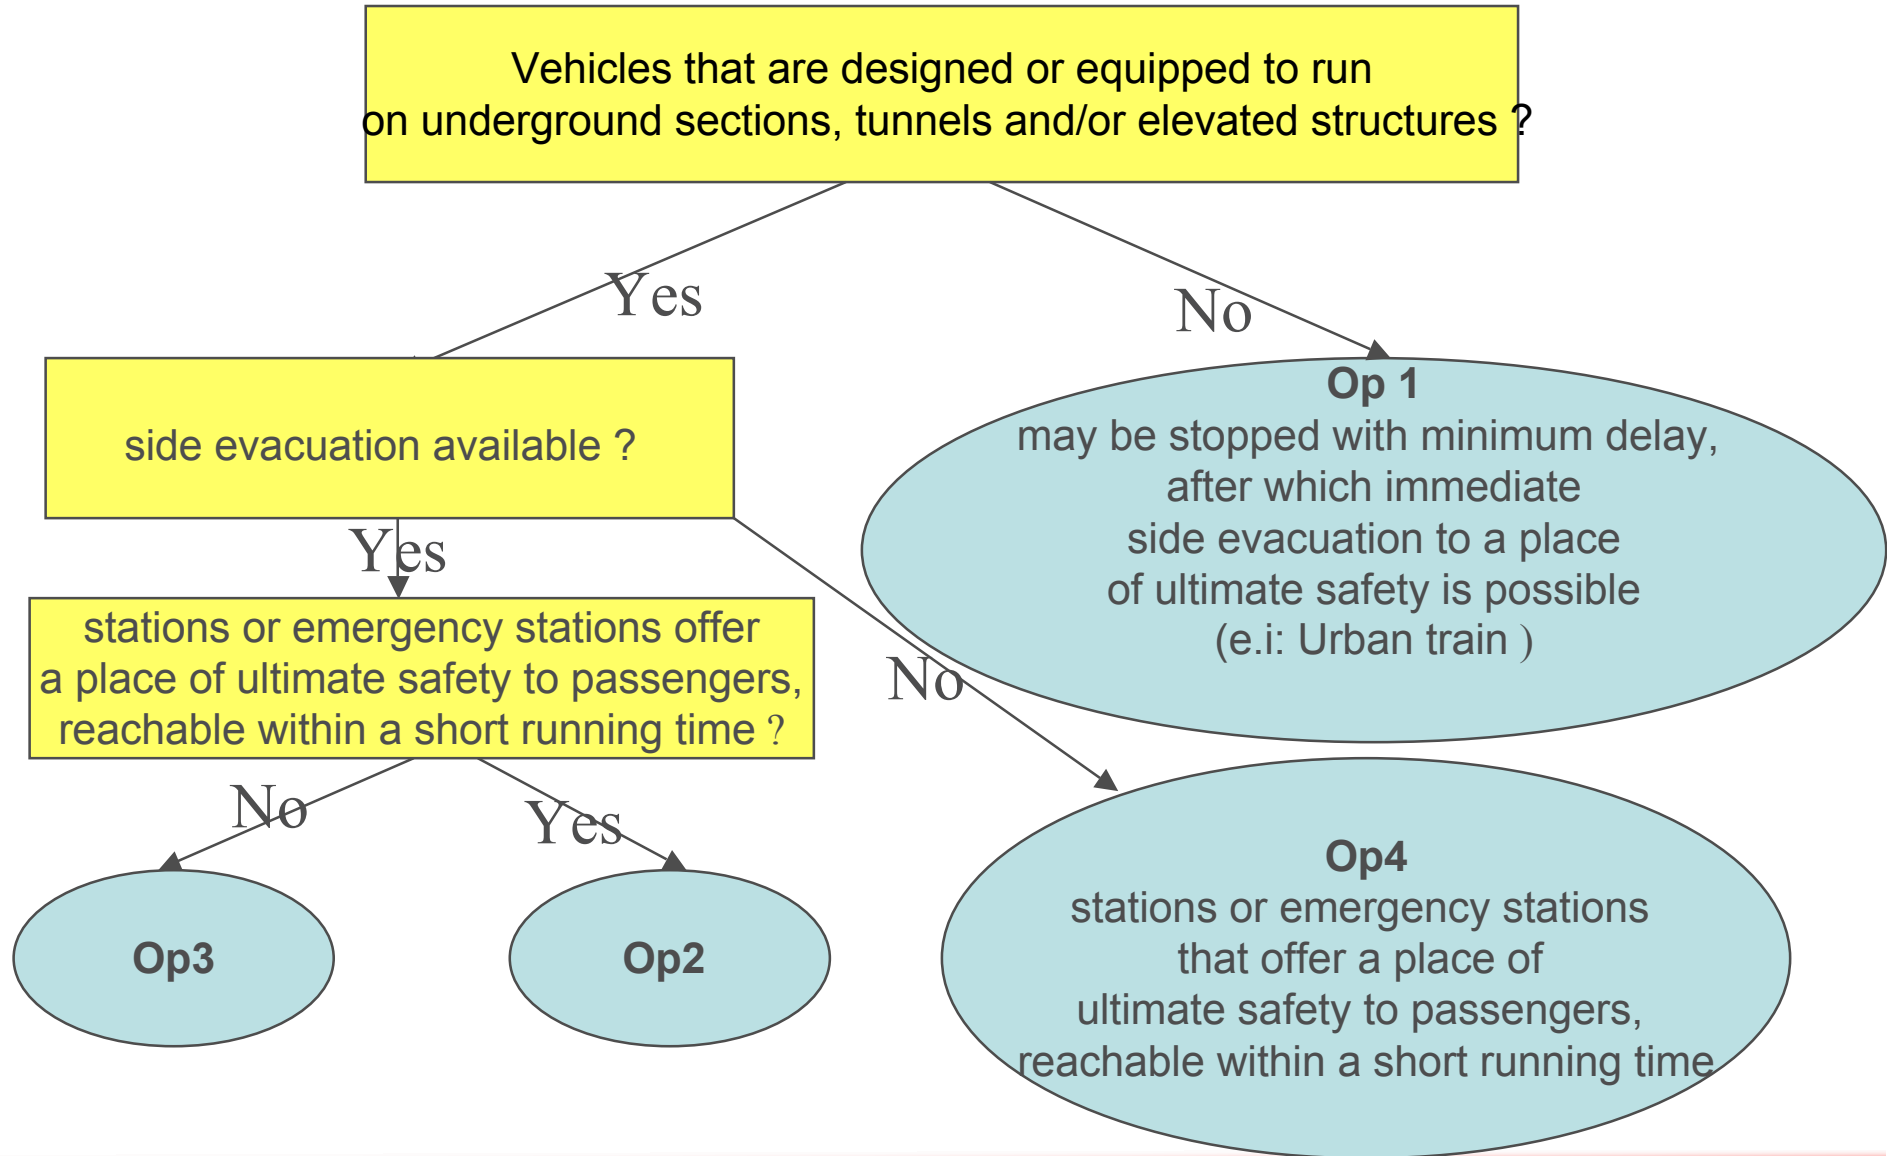 Vehicles that are designed or equipped to run
on underground sections, tunnels and/or elevated structures ?
Yes
No
side evacuation available ?
Op 1
may be stopped with minimum delay,
after which immediate
side evacuation to a place
of ultimate safety is possible
(e.i: Urban train )
Yes
No
stations or emergency stations offer
a place of ultimate safety to passengers,
reachable within a short running time ?
No
Yes
Op3
Op2
Op4
stations or emergency stations
that offer a place of
ultimate safety to passengers,
reachable within a short running time